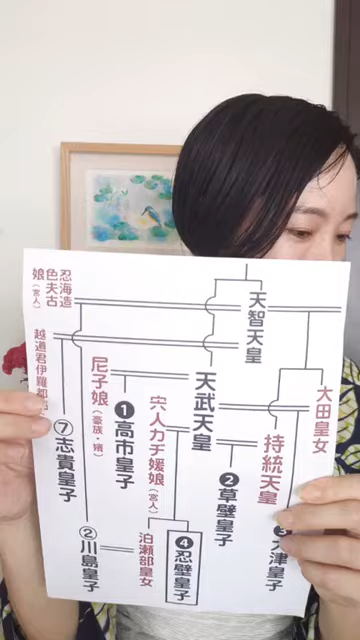 天智天皇
大田皇女
持統天皇
❸大津皇子
天武天皇
❷草壁皇子
宍人カヂ媛娘(宮人)
❹忍壁皇子
泊瀬部皇女
尼子娘(豪族・嬪)
❶高市皇子
忍海造
色夫古
娘(宮人)
②川島皇子
越道君伊羅都
⑦志貴皇子